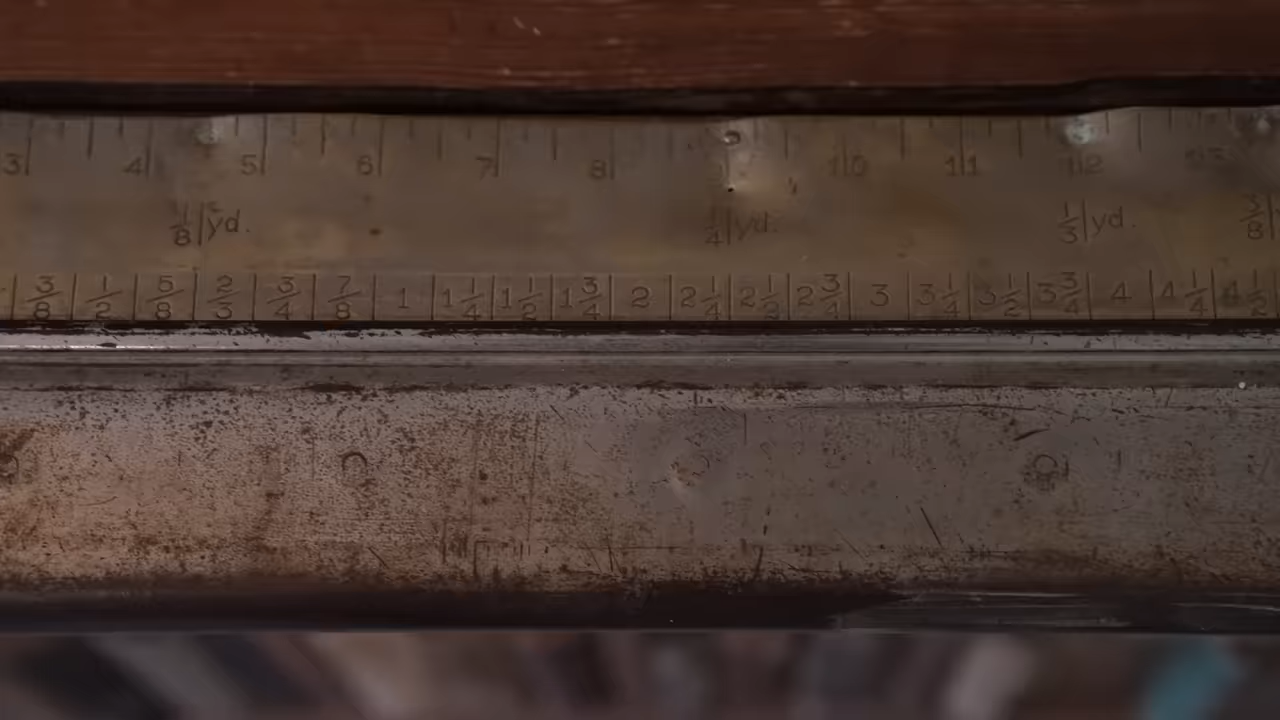 3 4 5 6 7 8 10 11 12
1/8 yd. 1/4 yd. 1/3 yd. 3/8
3/8 1/2 5/8 2/3 3/4 7/8 1 1 1/4 1 1/2 1 3/4 2 2 1/4 2 1/2 2 3/4 3 3 1/4 3 1/2 3 3/4 4 4 1/4 4 1/2